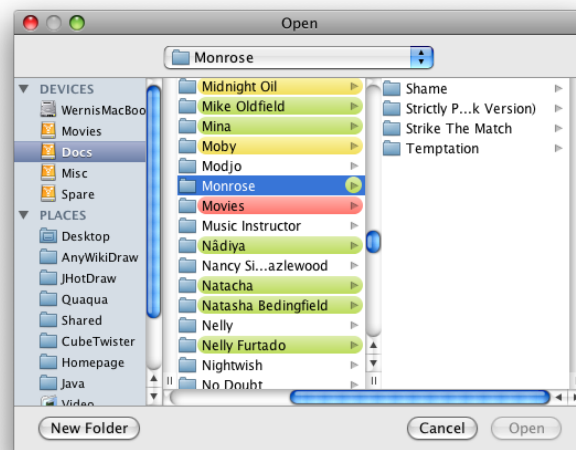 Open
Monrose
DEVICES
WernisMacBoo
Movies
Docs
Misc
Spare
PLACES
Desktop
AnyWikiDraw
JHotDraw
Quaqua
Shared
CubeTwister
Homepage
Java
Video
Midnight Oil
Mike Oldfield
Mina
Moby
Modjo
Monrose
Movies
Music Instructor
Nâdiya
Nancy Si...azlewood
Natacha
Natasha Bedingfield
Nelly
Nelly Furtado
Nightwish
No Doubt
Shame
Strictly P...k Version)
Strike The Match
Temptation
New Folder
Cancel
Open